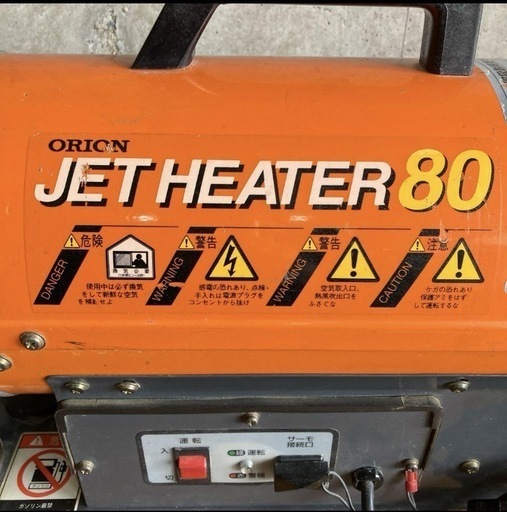 ORION
JET HEATER 80
危険
DANGER
換気必要
使用中は必ず換気
をして新鮮な空気
を補給せよ
警告
WARNING
感電の恐れあり、点検・
手入れは電源プラグを
コンセントから抜け
警告
WARNING
空気取入口、
熱風吹出口を
ふさぐな
注意
CAUTION
ケガの恐れあり
保護アミをはず
して運転するな
運転
入
切
緑 運転
サーモ
接続口
ガソリン厳禁